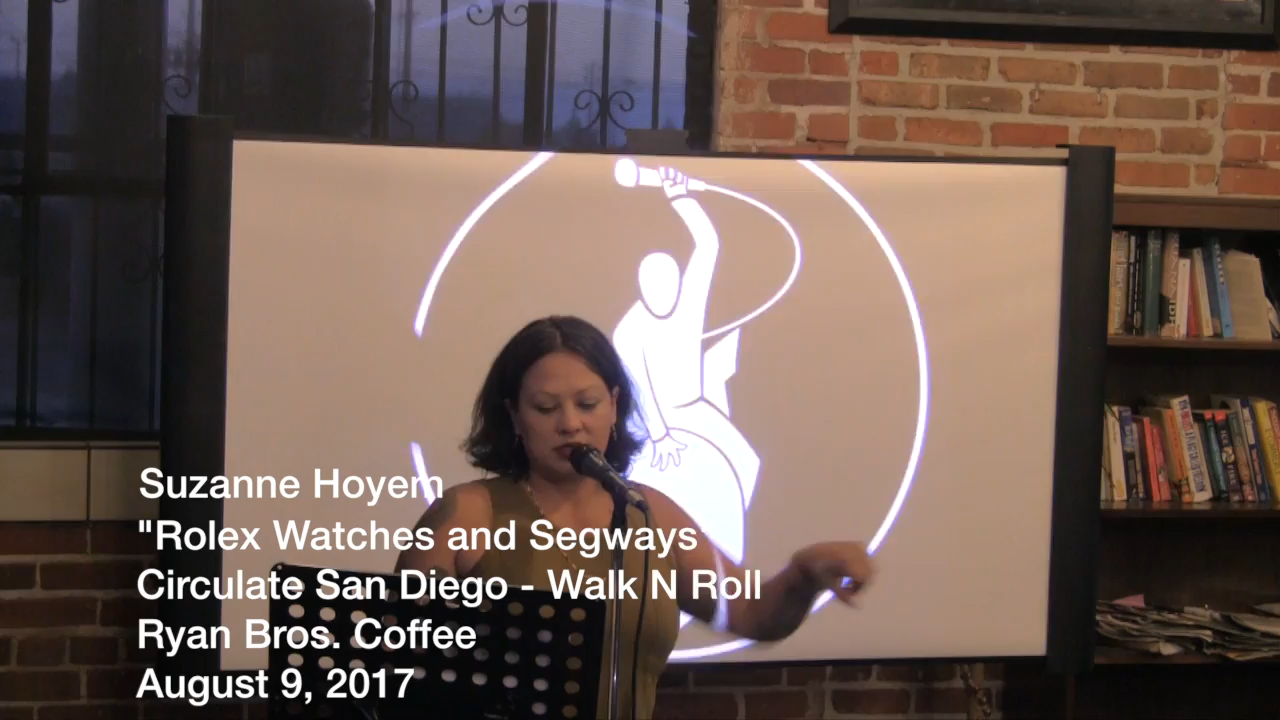 Suzanne Hoyem
"Rolex Watches and Segways
Circulate San Diego - Walk N Roll
Ryan Bros. Coffee
August 9, 2017